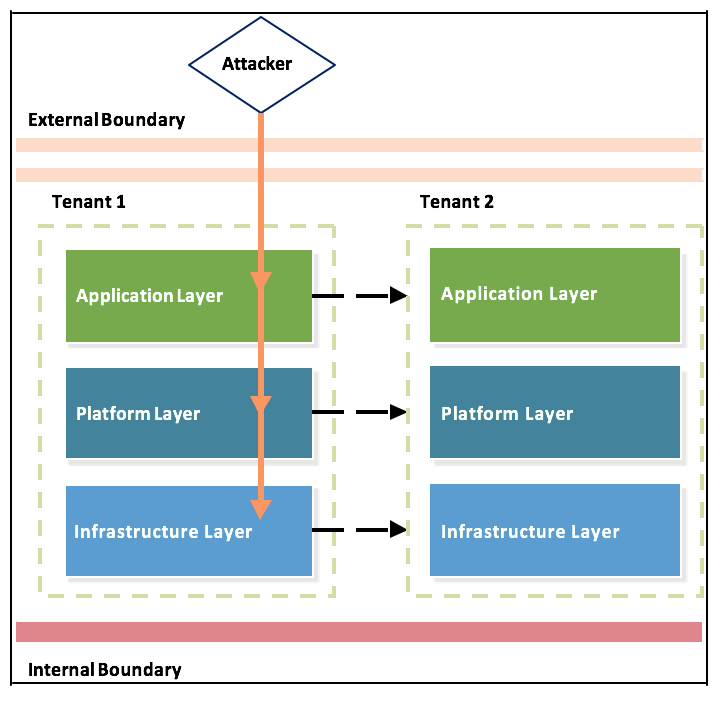 Attacker
External Boundary
Tenant 1
Tenant 2
Application Layer
Application Layer
Platform Layer
Platform Layer
Infrastructure Layer
Infrastructure Layer
Internal Boundary